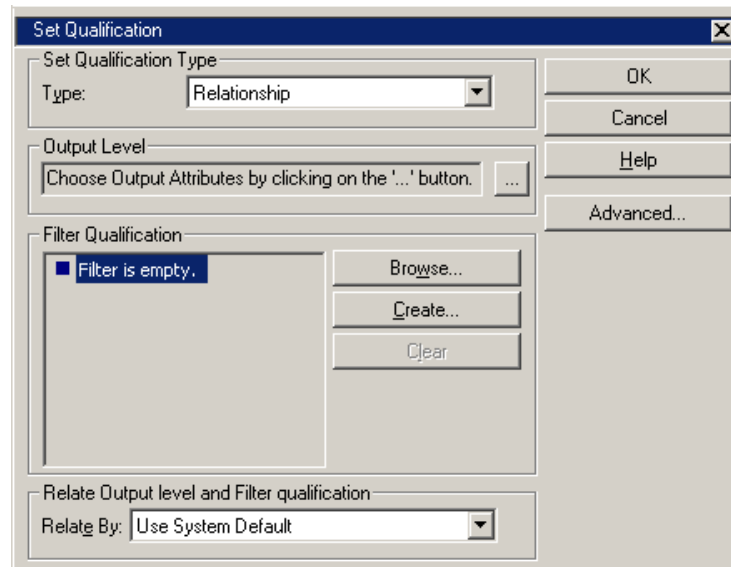 Set Qualification
Set Qualification Type
Type: Relationship
OK
Cancel
Output Level
Choose Output Attributes by clicking on the '...' button. ...
Help
Advanced...
Filter Qualification
Filter is empty.
Browse...
Create...
Clear
Relate Output level and Filter qualification
Relate By: Use System Default